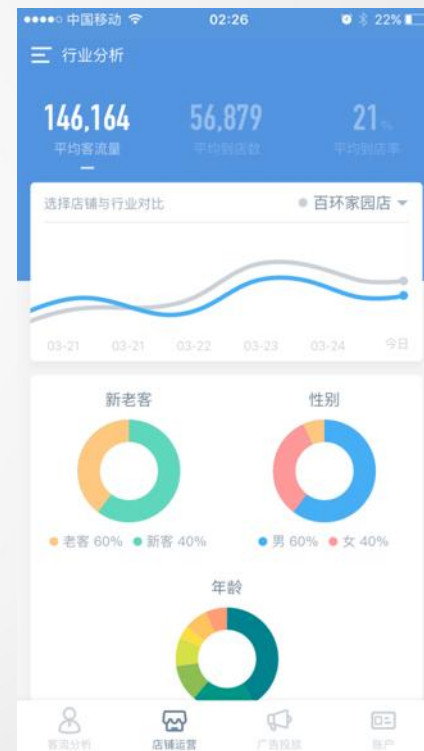 中国移动 02:26 22%
行业分析
146,164 56,879 21%
平均客流量 平均到店数 平均到店率
选择店铺与行业对比 百环家园店
03-21 03-21 03-22 03-23 03-24 今日
新老客 性别
老客 60% 新客 40% 男 60% 女 40%
年龄
客流分析 店铺运营 广告投放 账户